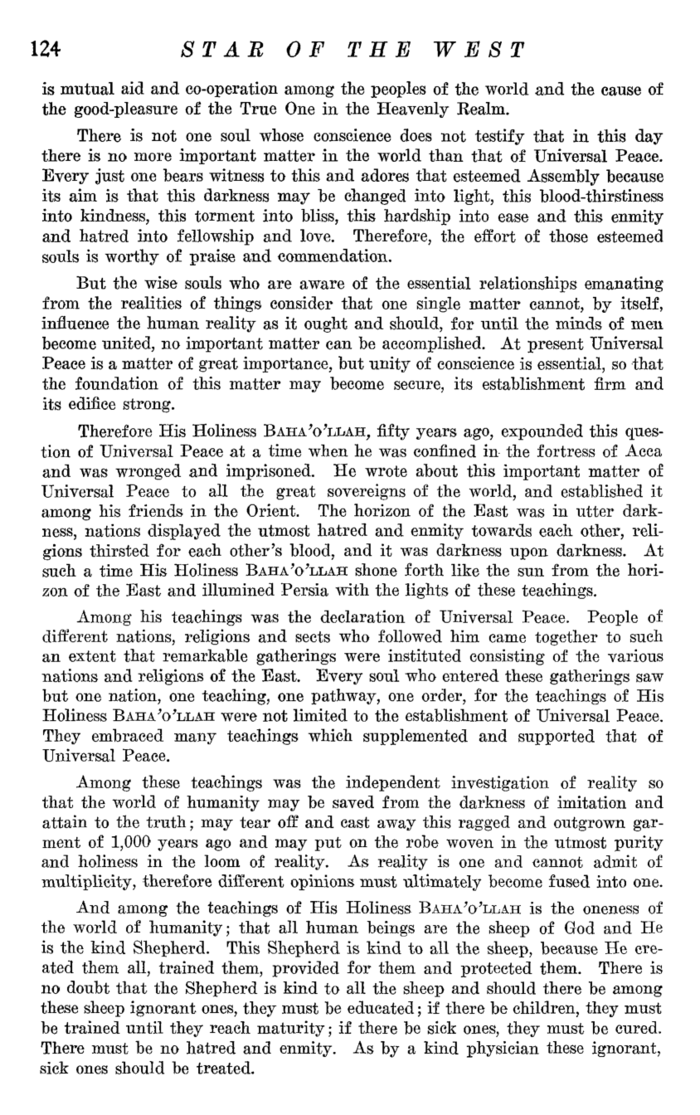 124 STAR OF THE WEST
is mutual aid and co-operation among the peoples of the world and the cause of
the good-pleasure of the True One in the Heavenly Realm.
There is not one soul whose conscience does not testify that in this day
there is no more important matter in the world than that of Universal Peace.
Every just one bears witness to this and adores that esteemed Assembly because
its aim is that this darkness may be changed into light, this blood-thirstiness
into kindness, this torment into bliss, this hardship into ease and this enmity
and hatred into fellowship and love. Therefore, the effort of those esteemed
souls is worthy of praise and commendation.
But the wise souls who are aware of the essential relationships emanating
from the realities of things consider that one single matter cannot, by itself,
influence the human reality as it ought and should, for until the minds of men
become united, no important matter can be accomplished. At present Universal
Peace is a matter of great importance, but unity of conscience is essential, so that
the foundation of this matter may become secure, its establishment firm and
its edifice strong.
Therefore His Holiness BAHA'O'LLAH, fifty years ago, expounded this ques-
tion of Universal Peace at a time when he was confined in the fortress of Acca
and was wronged and imprisoned. He wrote about this important matter of
Universal Peace to all the great sovereigns of the world, and established it
among his friends in the Orient. The horizon of the East was in utter dark-
ness, nations displayed the utmost hatred and enmity towards each other, reli-
gions thirsted for each other's blood, and it was darkness upon darkness. At
such a time His Holiness BAHA'O'LLAH shone forth like the sun from the hori-
zon of the East and illumined Persia with the lights of these teachings.
Among his teachings was the declaration of Universal Peace. People of
different nations, religions and sects who followed him came together to such
an extent that remarkable gatherings were instituted consisting of the various
nations and religions of the East. Every soul who entered these gatherings saw
but one nation, one teaching, one pathway, one order, for the teachings of His
Holiness BAHA'O'LLAH were not limited to the establishment of Universal Peace.
They embraced many teachings which supplemented and supported that of
Universal Peace.
Among these teachings was the independent investigation of reality so
that the world of humanity may be saved from the darkness of imitation and
attain to the truth; may tear off and cast away this ragged and outgrown gar-
ment of 1,000 years ago and may put on the robe woven in the utmost purity
and holiness in the loom of reality. As reality is one and cannot admit of
multiplicity, therefore different opinions must ultimately become fused into one.
And among the teachings of His Holiness BAHA'O'LLAH is the oneness of
the world of humanity; that all human beings are the sheep of God and He
is the kind Shepherd. This Shepherd is kind to all the sheep, because He cre-
ated them all, trained them, provided for them and protected them. There is
no doubt that the Shepherd is kind to all the sheep and should there be among
these sheep ignorant ones, they must be educated; if there be children, they must
be trained until they reach maturity; if there be sick ones, they must be cured.
There must be no hatred and enmity. As by a kind physician these ignorant,
sick ones should be treated.